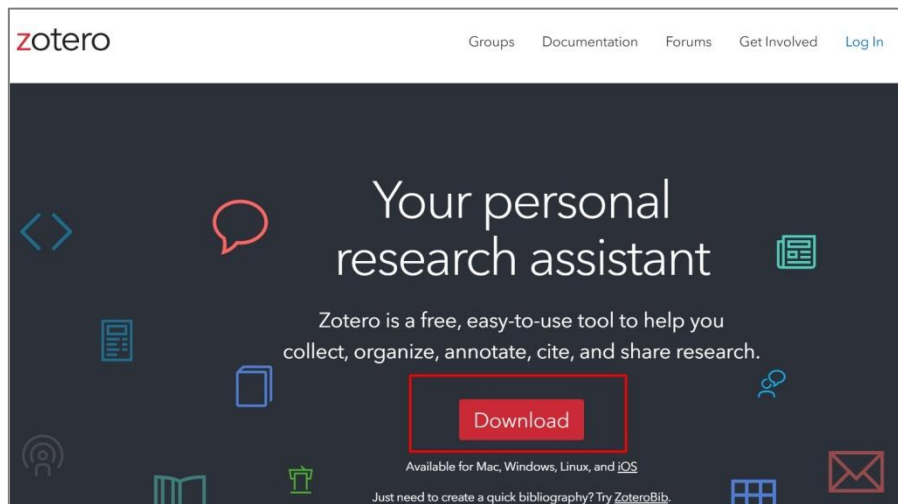 zotero
Groups Documentation Forums Get Involved Log In
Your personal
research assistant
Zotero is a free, easy-to-use tool to help you
collect, organize, annotate, cite, and share research.
Download
Available for Mac, Windows, Linux, and iOS
Just need to create a quick bibliography? Try ZoteroBib.